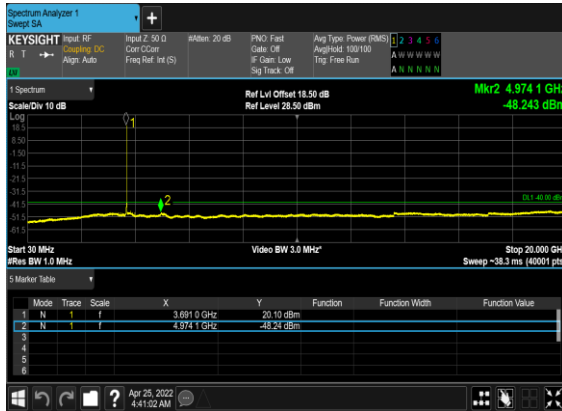 Spectrum Analyzer 1
Swept SA
+
KEYSIGHT Input: RF Input Z: 50 Ω #Atten: 20 dB PNO: Fast Avg Type: Power (RMS) 1 2 3 4 5 6
R T Coupling: DC Corr CCorr Gate: Off Avg|Hold: 100/100 A W W W W W
Align: Auto Freq Ref: Int (S) IF Gain: Low Trig: Free Run
LXI Sig Track: Off A N N N N N
1 Spectrum Ref Lvl Offset 18.50 dB Mkr2 4.974 1 GHz
Scale/Div 10 dB Ref Level 28.50 dBm -48.243 dBm
Log
18.5 1
8.50
-1.50
-11.5
-21.5
-31.5
2 DL1 -40.00 dBm
-41.5
-51.5
-61.5
Start 30 MHz Video BW 3.0 MHz* Stop 20.000 GHz
#Res BW 1.0 MHz Sweep ~38.3 ms (40001 pts)
5 Marker Table
Mode Trace Scale X Y Function Function Width Function Value
1 N 1 f 3.691 0 GHz 20.10 dBm
2 N 1 f 4.974 1 GHz -48.24 dBm
3
4
5
6
? Apr 25, 2022
4:41:02 AM